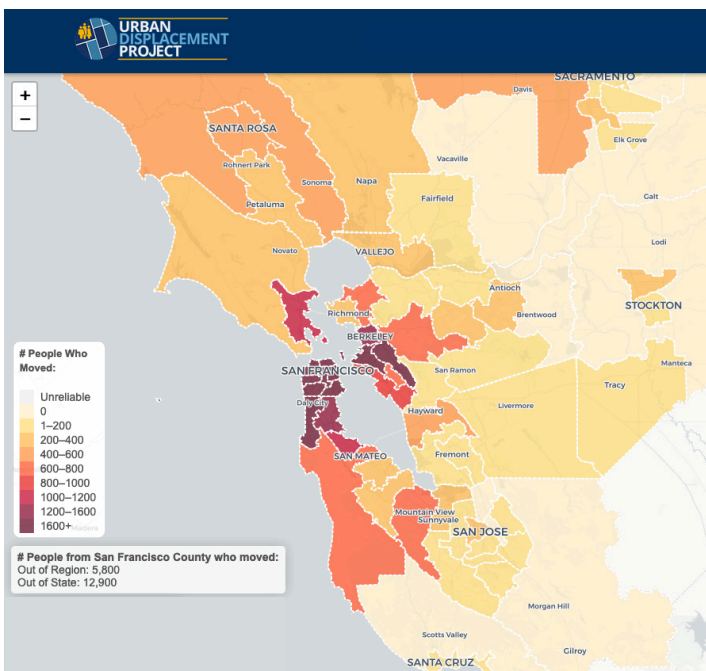 URBAN
DISPLACEMENT
PROJECT
+
−
SACRAMENTO
Davis
SANTA ROSA
Elk Grove
Rohnert Park
Vacaville
Sonoma
Napa
Galt
Petaluma
Fairfield
Lodi
Novato
VALLEJO
Antioch
Richmond
STOCKTON
Brentwood
BERKELEY
# People Who
Moved:
SAN FRANCISCO
San Ramon
Manteca
Tracy
Unreliable
0
Daly City
Livermore
1–200
Hayward
200–400
400–600
SAN MATEO
Fremont
600–800
800–1000
1000–1200
Mountain View
1200–1600
Sunnyvale
1600+
SAN JOSE
# People from San Francisco County who moved:
Out of Region: 5,800
Out of State: 12,900
Morgan Hill
Scotts Valley
Gilroy
SANTA CRUZ